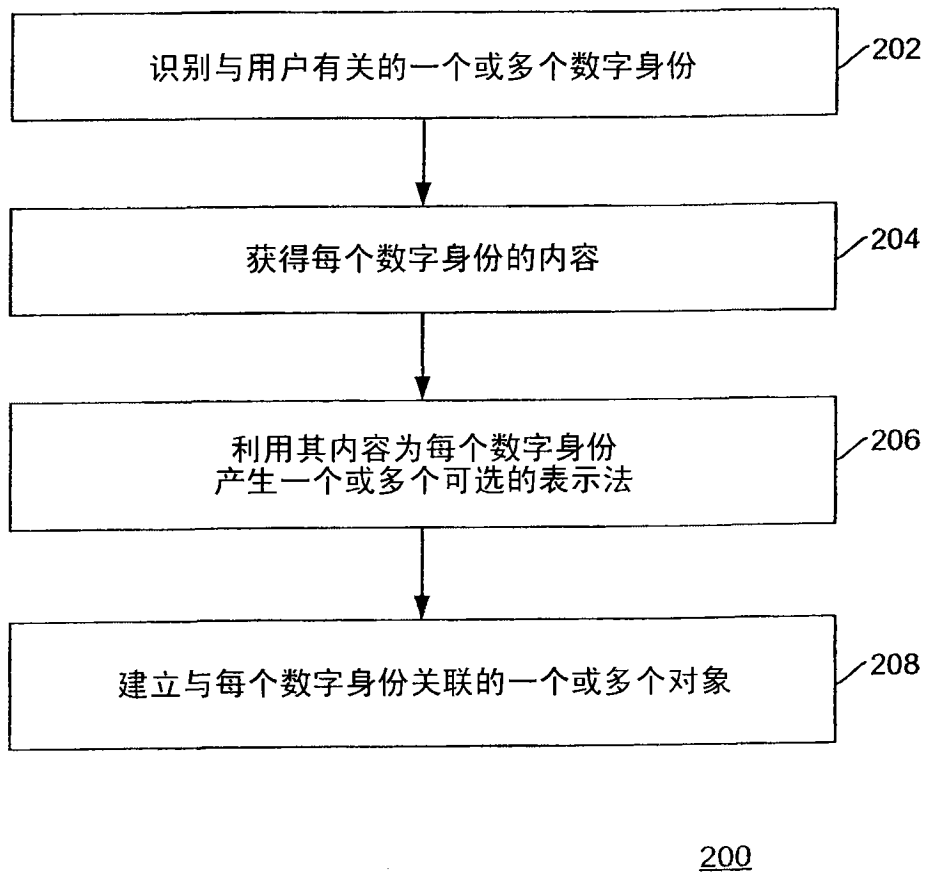 识别与用户有关的一个或多个数字身份
202
获得每个数字身份的内容
204
利用其内容为每个数字身份
产生一个或多个可选的表示法
206
建立与每个数字身份关联的一个或多个对象
208
200